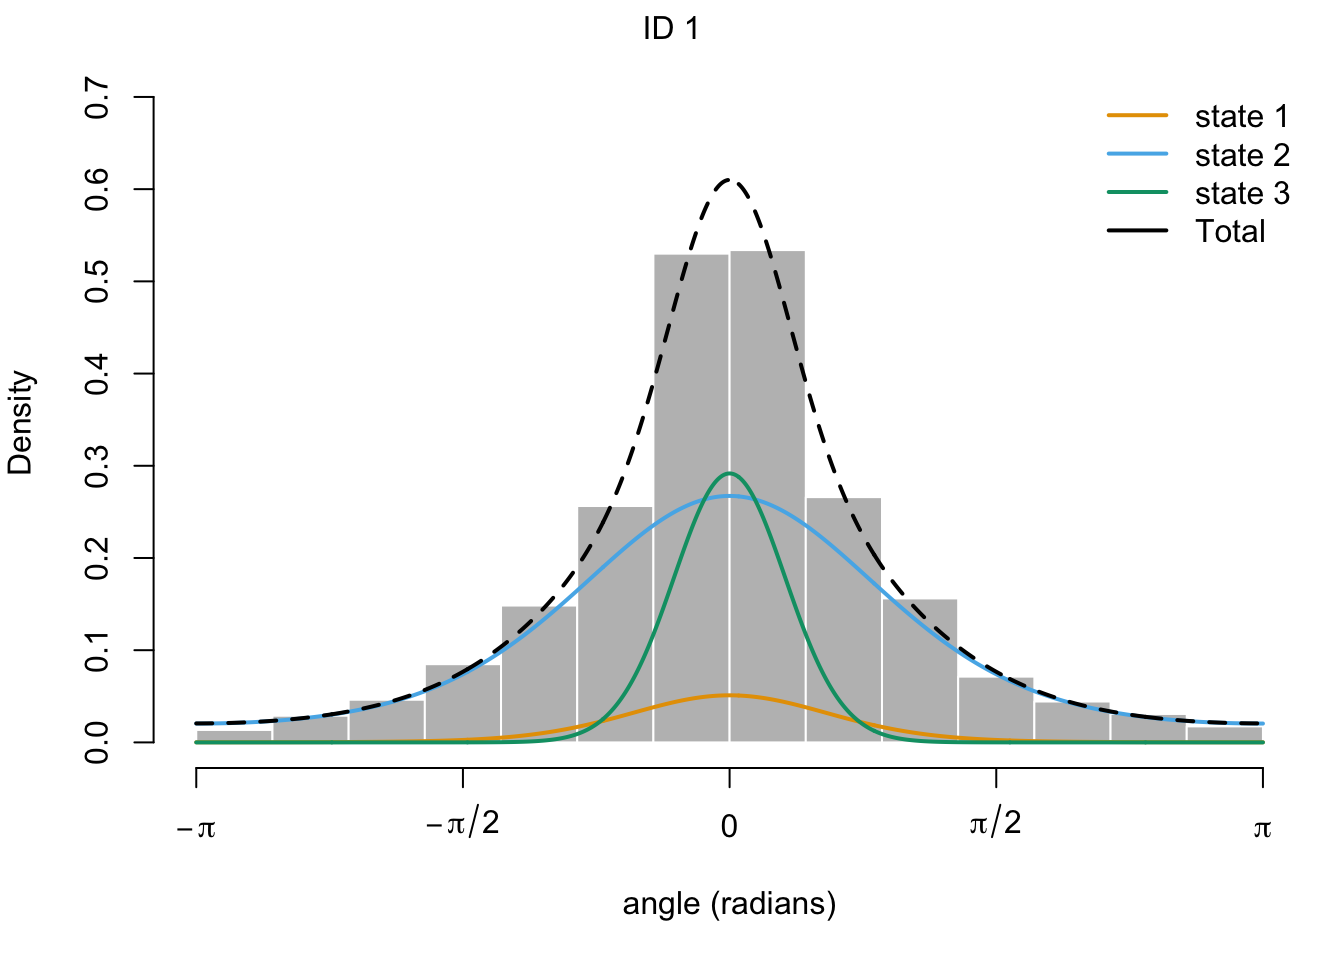 ID 1
state 1
state 2
state 3
Total
Density
0.7
0.6
0.5
0.4
0.3
0.2
0.1
0.0
−π
−π/2
0
π/2
π
angle (radians)